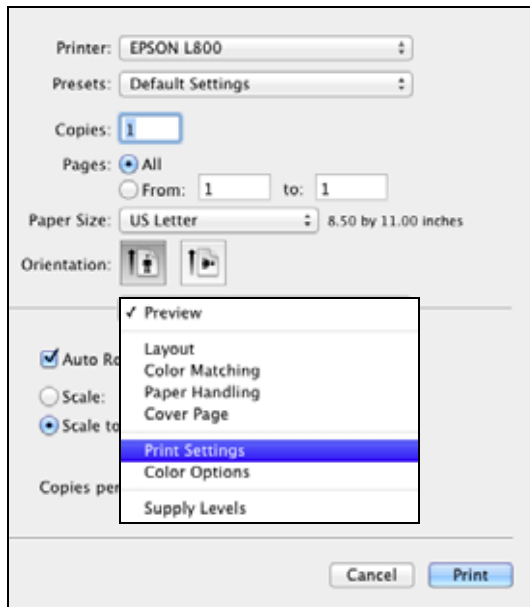 Printer: EPSON L800
Presets: Default Settings
Copies: 1
Pages: All
From: 1 to: 1
Paper Size: US Letter 8.50 by 11.00 inches
Orientation:
✓ Preview
Layout
Auto Ro
Color Matching
Paper Handling
Scale:
Cover Page
Scale to
Print Settings
Color Options
Copies per
Supply Levels
Cancel Print